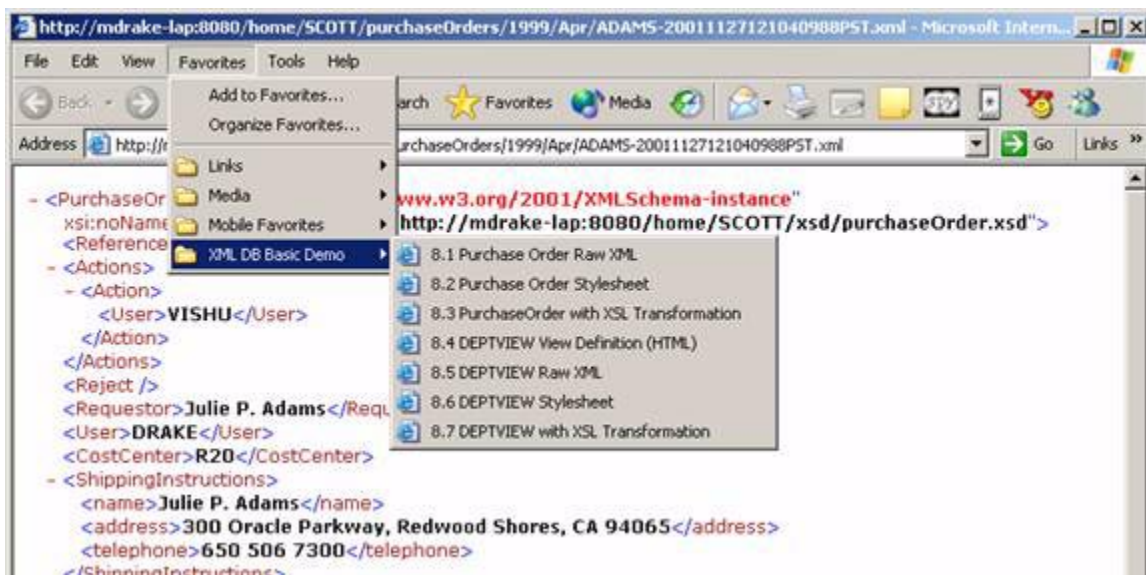 http://mdrake-lap:8080/home/SCOTT/purchaseOrders/1999/Apr/ADAMS-20011127121040988PST.xml - Microsoft Intern...
File Edit View Favorites Tools Help
Back
Add to Favorites...
arch Favorites Media
Organize Favorites...
Address http://
urchaseOrders/1999/Apr/ADAMS-20011127121040988PST.xml Go Links »
Links
Media
Mobile Favorites
XML DB Basic Demo
8.1 Purchase Order Raw XML
8.2 Purchase Order Stylesheet
8.3 PurchaseOrder with XSL Transformation
8.4 DEPTVIEW View Definition (HTML)
8.5 DEPTVIEW Raw XML
8.6 DEPTVIEW Stylesheet
8.7 DEPTVIEW with XSL Transformation
- <PurchaseOr ww.w3.org/2001/XMLSchema-instance"
xsi:noName http://mdrake-lap:8080/home/SCOTT/xsd/purchaseOrder.xsd">
<Reference
- <Actions>
- <Action>
<User>VISHU</User>
</Action>
</Actions>
<Reject />
<Requestor>Julie P. Adams</Requ
<User>DRAKE</User>
<CostCenter>R20</CostCenter>
- <ShippingInstructions>
<name>Julie P. Adams</name>
<address>300 Oracle Parkway, Redwood Shores, CA 94065</address>
<telephone>650 506 7300</telephone>
</ShippingInstructions>